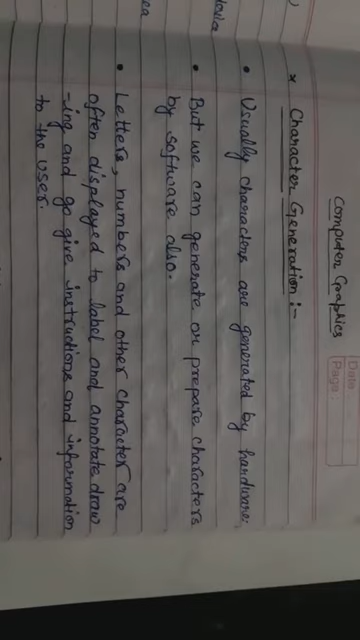 Computer Graphics
Date:
Page:
* Character Generation :-
• Usually characters are generated by hardware.
• But we can generate or prepare characters
by software also.
• Letters, numbers and other character are
often displayed to label and annotate draw
-ing and go give instructions and information
to the user.